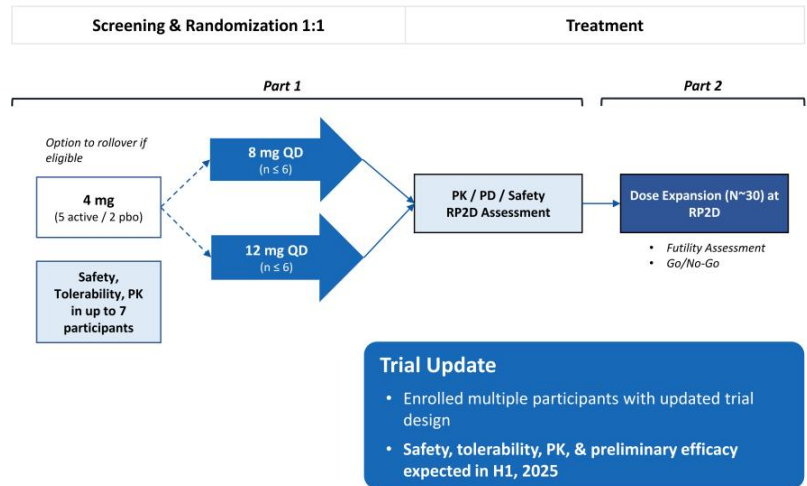 Screening & Randomization 1:1
Treatment
Part 1
Part 2
Option to rollover if
eligible
4 mg
(5 active / 2 pbo)
Safety,
Tolerability, PK
in up to 7
participants
8 mg QD
(n ≤ 6)
12 mg QD
(n ≤ 6)
PK / PD / Safety
RP2D Assessment
Dose Expansion (N~30) at
RP2D
• Futility Assessment
• Go/No-Go
Trial Update
• Enrolled multiple participants with updated trial
design
• Safety, tolerability, PK, & preliminary efficacy
expected in H1, 2025